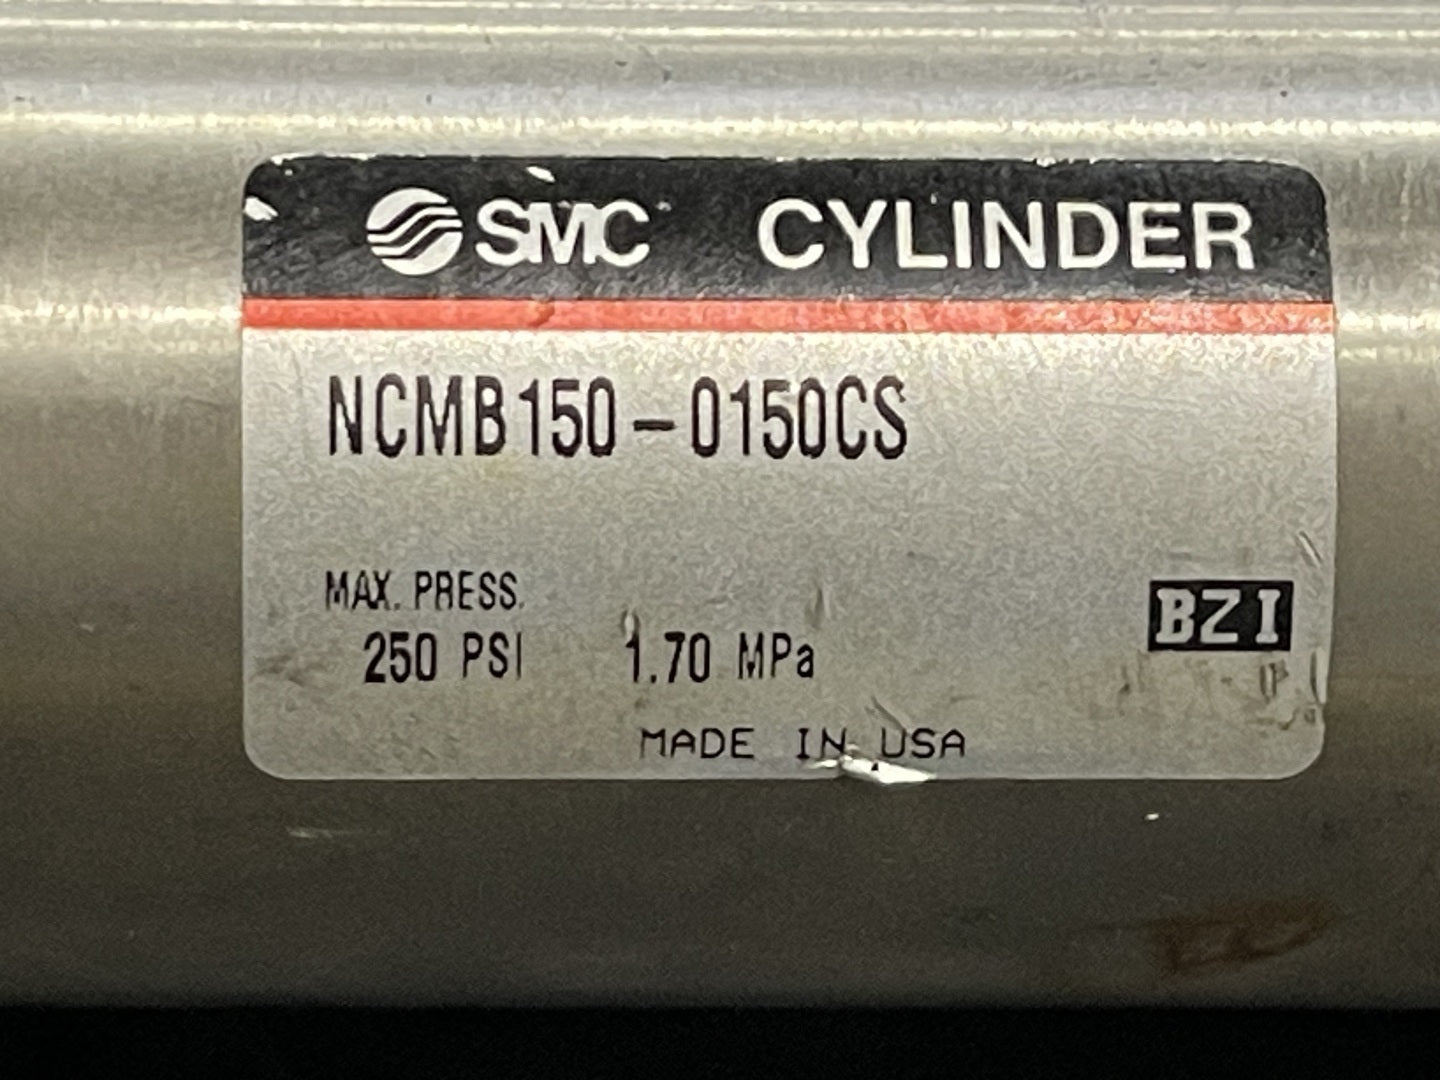 SMC CYLINDER
NCMB150-0150CS
MAX. PRESS.
250 PSI 1.70 MPa
BZI
MADE IN USA